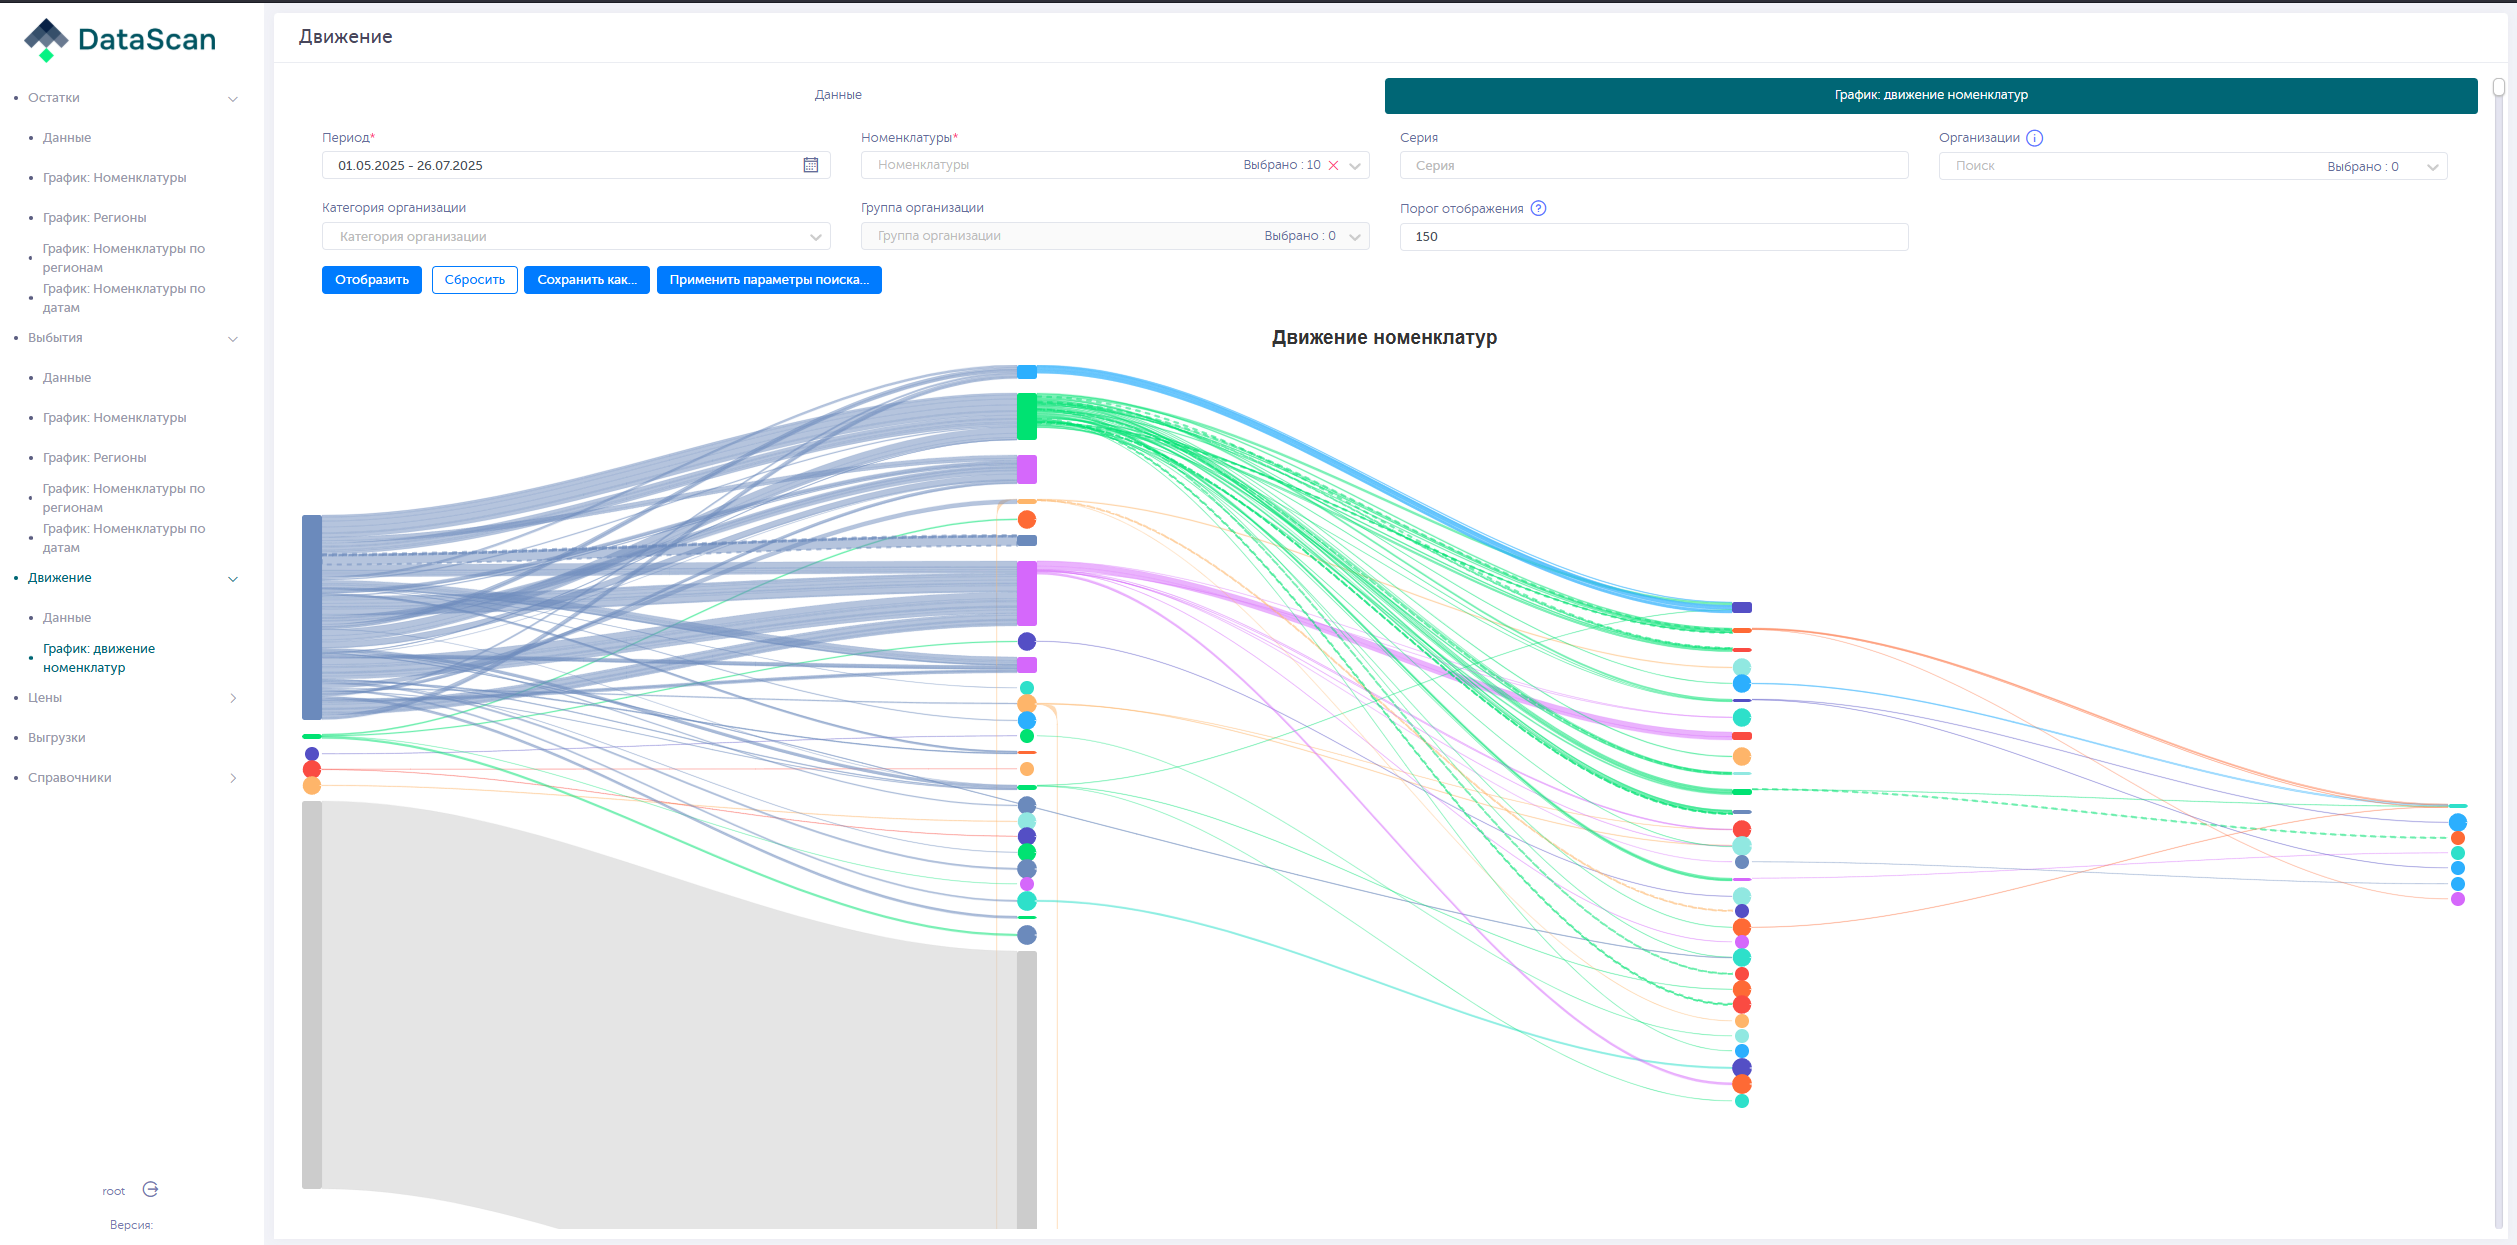 DataScan
Остатки
Данные
График: Номенклатуры
График: Регионы
График: Номенклатуры по
регионам
График: Номенклатуры по
датам
Выбытия
Данные
График: Номенклатуры
График: Регионы
График: Номенклатуры по
регионам
График: Номенклатуры по
датам
Движение
Данные
График: движение
номенклатур
Цены
Выгрузки
Справочники
root
Версия:
Движение
Данные
График: движение номенклатур
Период*
Номенклатуры*
Серия
Организации
01.05.2025 - 26.07.2025
Номенклатуры Выбрано : 10
Серия
Поиск Выбрано : 0
Категория организации
Группа организации
Порог отображения
Категория организации
Группа организации Выбрано : 0
150
Отобразить
Сбросить
Сохранить как...
Применить параметры поиска...
Движение номенклатур